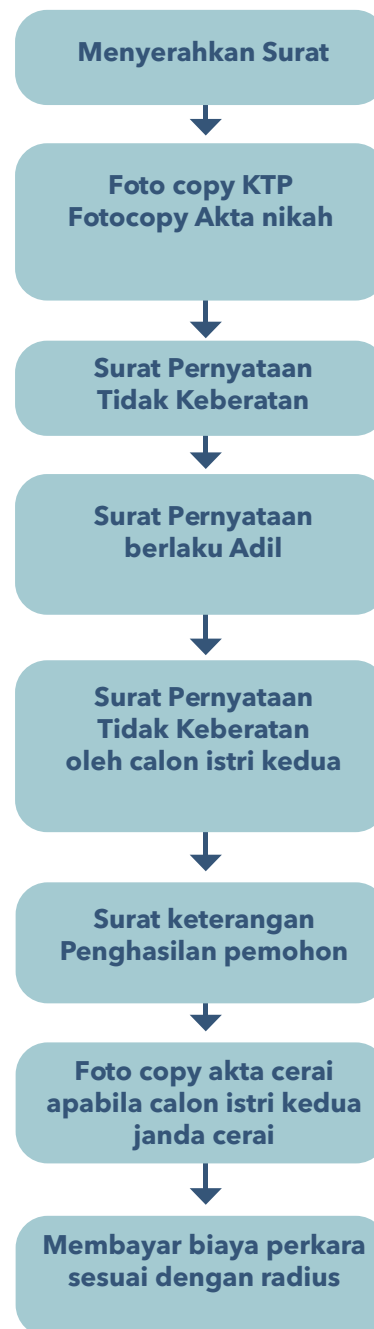 Menyerahkan Surat
Foto copy KTP
Fotocopy Akta nikah
Surat Pernyataan
Tidak Keberatan
Surat Pernyataan
berlaku Adil
Surat Pernyataan
Tidak Keberatan
oleh calon istri kedua
Surat keterangan
Penghasilan pemohon
Foto copy akta cerai
apabila calon istri kedua
janda cerai
Membayar biaya perkara
sesuai dengan radius